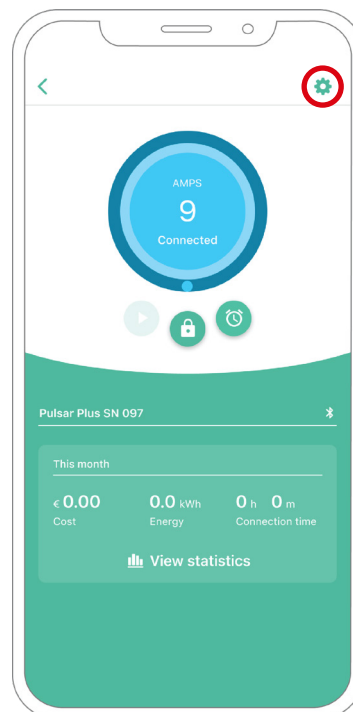 AMPS
9
Connected
Pulsar Plus SN 097
This month
€ 0.00 0.0 kWh 0 h 0 m
Cost Energy Connection time
View statistics